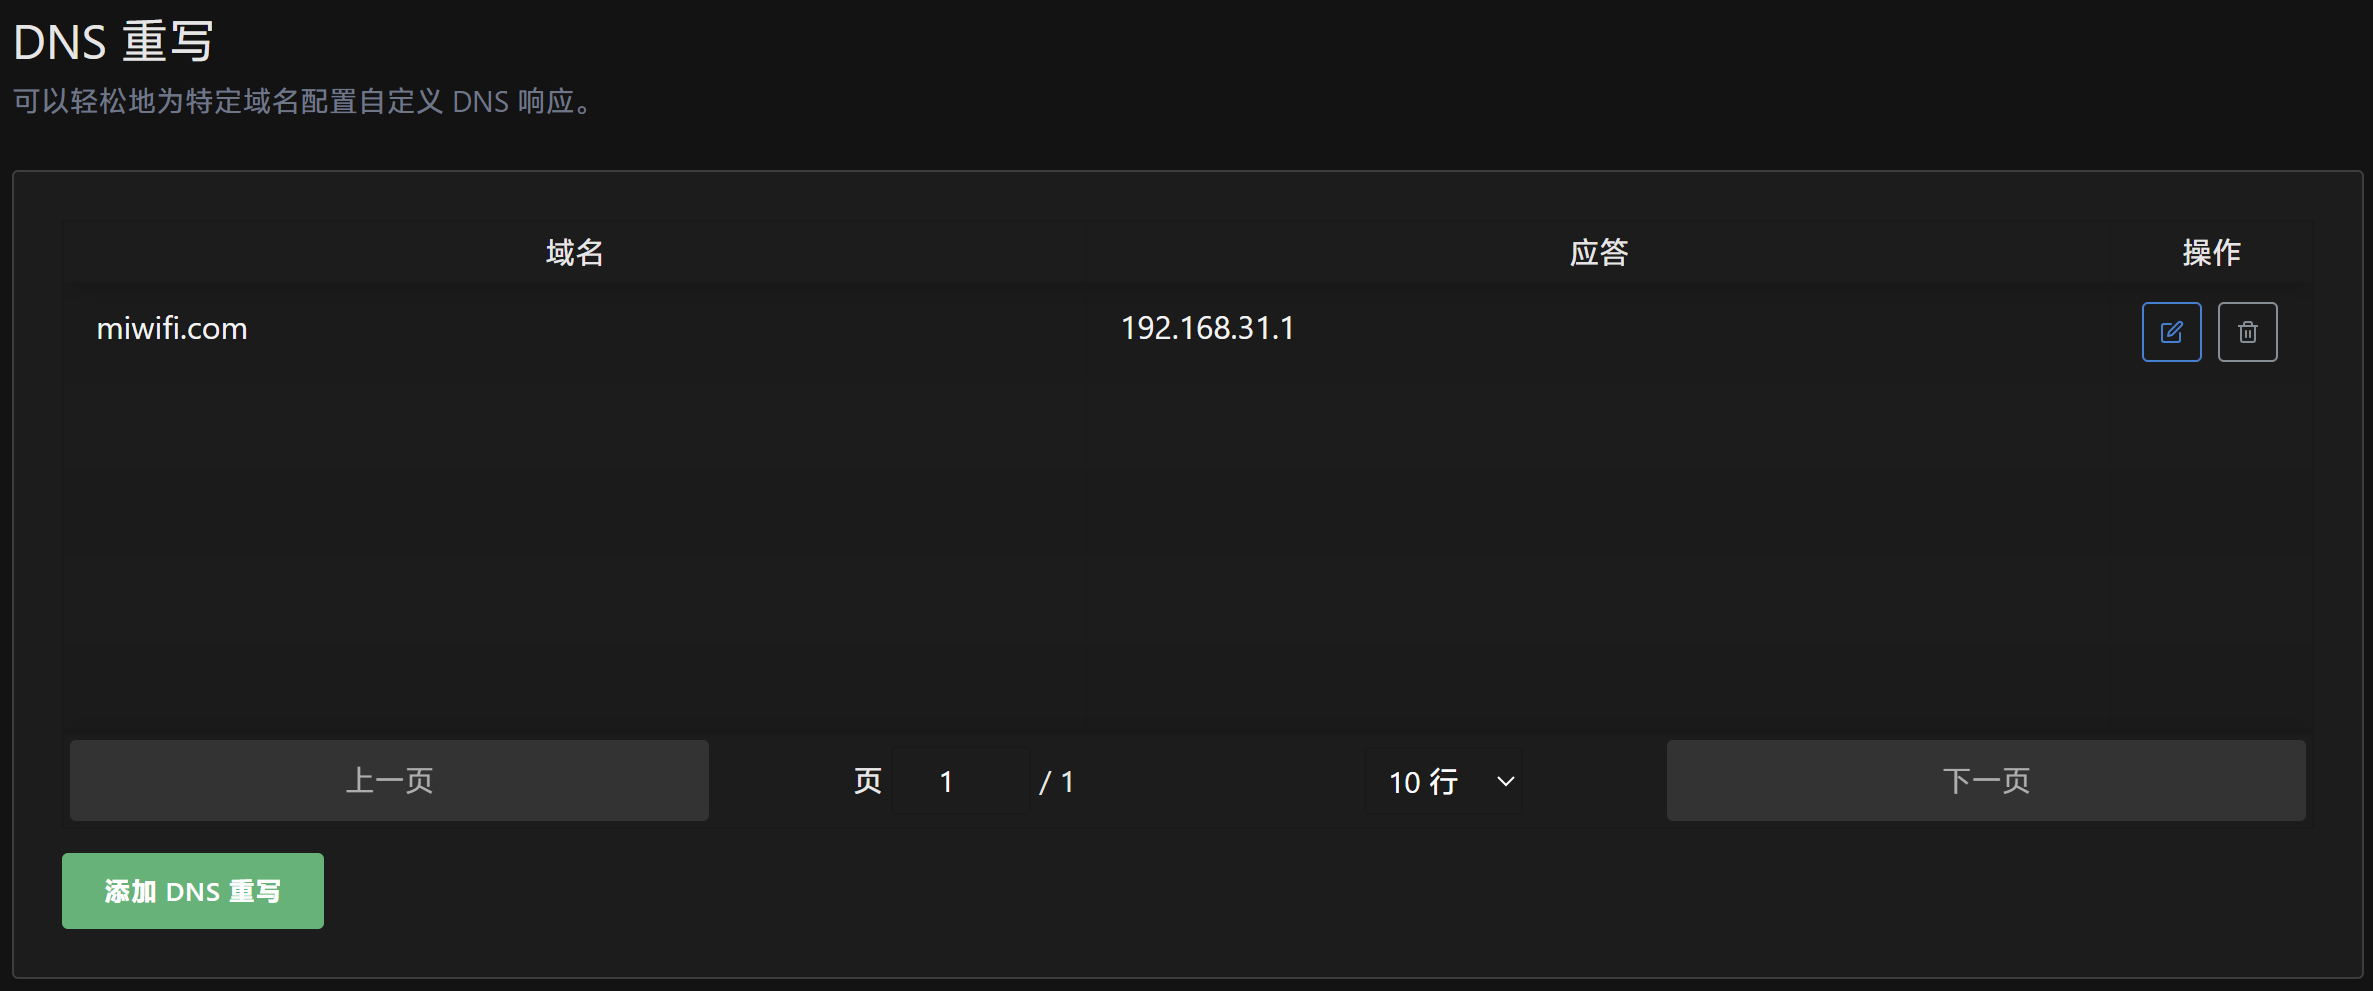 DNS 重写
可以轻松地为特定域名配置自定义 DNS 响应。
域名 应答 操作
miwifi.com 192.168.31.1
上一页 页 1 / 1 10 行 下一页
添加 DNS 重写